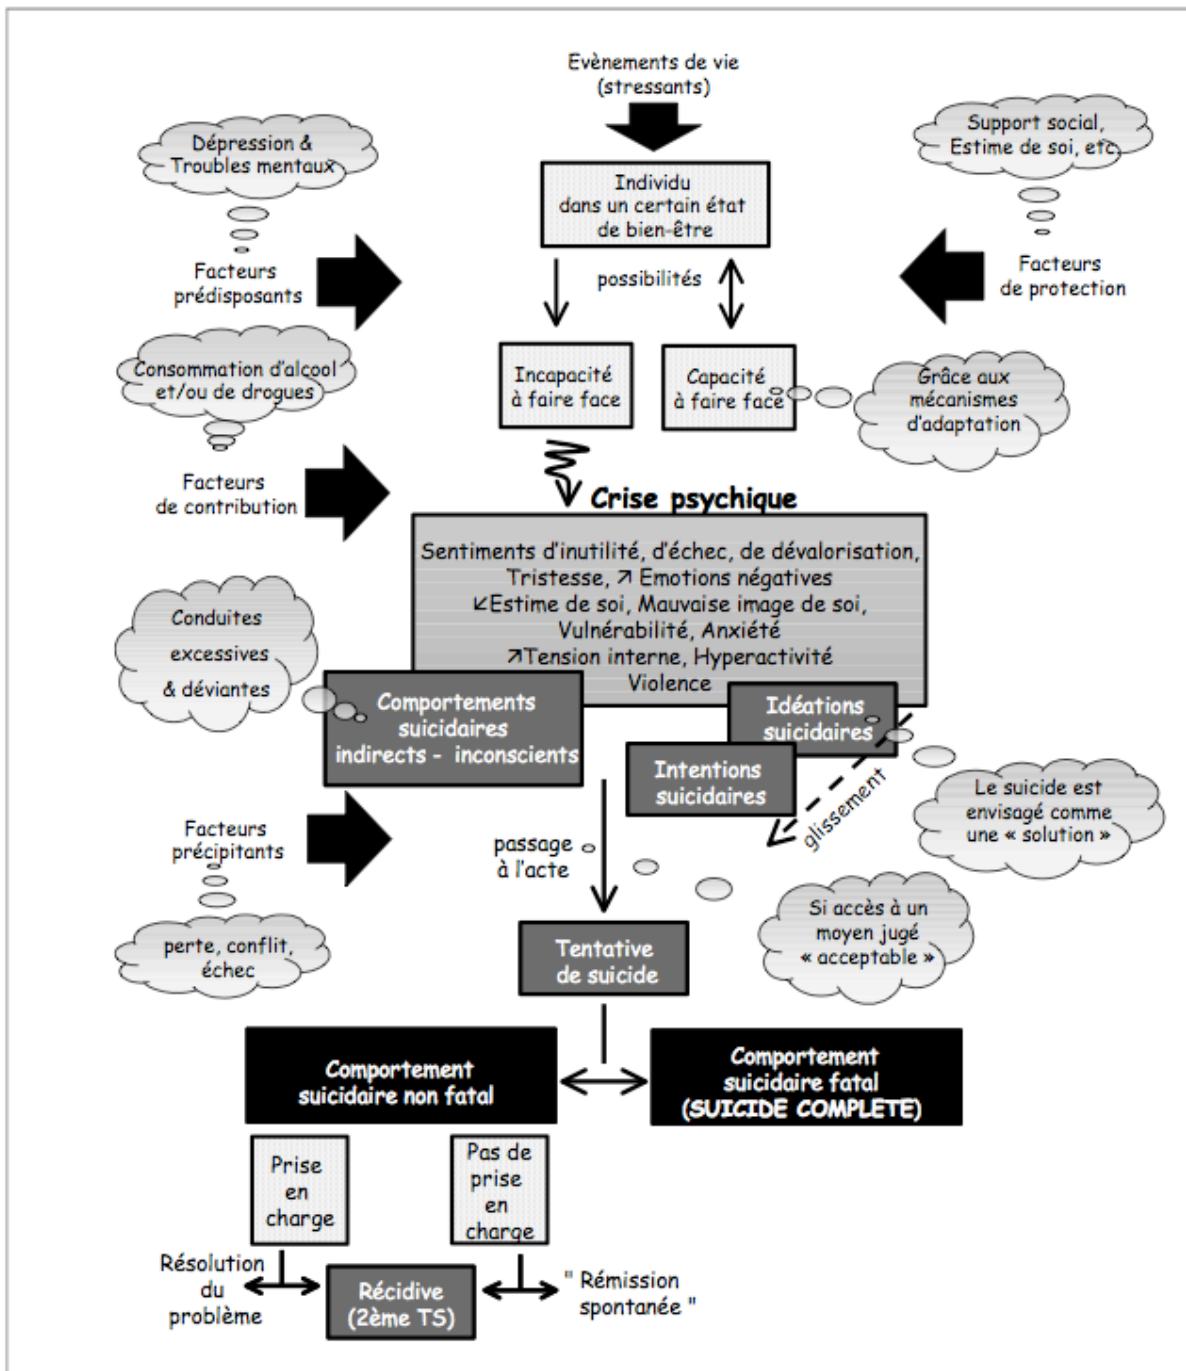 Evènements de vie
(stressants)
Dépression &
Troubles mentaux
Support social,
Estime de soi, etc.
Individu
dans un certain état
de bien-être
Facteurs
prédisposants
possibilités
Facteurs
de protection
Consommation d'alcool
et/ou de drogues
Incapacité
à faire face
Capacité
à faire face
Grâce aux
mécanismes
d'adaptation
Facteurs
de contribution
Crise psychique
Sentiments d'inutilité, d'échec, de dévalorisation,
Tristesse, ↗ Emotions négatives
↙Estime de soi, Mauvaise image de soi,
Vulnérabilité, Anxiété
↗Tension interne, Hyperactivité
Violence
Conduites
excessives
& déviantes
Comportements
suicidaires
indirects - inconscients
Idéations
suicidaires
Intentions
suicidaires
glissement
Le suicide est
envisagé comme
une « solution »
Facteurs
précipitants
passage
à l'acte
Si accès à un
moyen jugé
« acceptable »
perte, conflit,
échec
Tentative
de suicide
Comportement
suicidaire non fatal
Comportement
suicidaire fatal
(SUICIDE COMPLETE)
Prise
en
charge
Pas de
prise
en
charge
Résolution
du
problème
Récidive
(2ème TS)
" Rémission
spontanée "